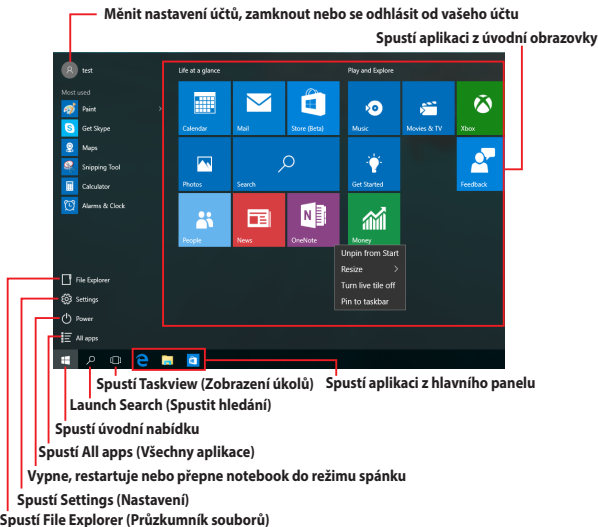 Měnit nastavení účtů, zamknout nebo se odhlásit od vašeho účtu
Spustí aplikaci z úvodní obrazovky
test
Most used
Paint
Get Skype
Maps
Snipping Tool
Calculator
Alarms & Clock
File Explorer
Settings
Power
All apps
Life at a glance
Calendar
Mail
Store (Beta)
Photos
Search
People
News
OneNote
Play and Explore
Music
Movies & TV
Xbox
Get Started
Feedback
Money
Unpin from Start
Resize
Turn live tile off
Pin to taskbar
Spustí Taskview (Zobrazení úkolů)
Spustí aplikaci z hlavního panelu
Launch Search (Spustit hledání)
Spustí úvodní nabídku
Spustí All apps (Všechny aplikace)
Vypne, restartuje nebo přepne notebook do režimu spánku
Spustí Settings (Nastavení)
Spustí File Explorer (Průzkumník souborů)